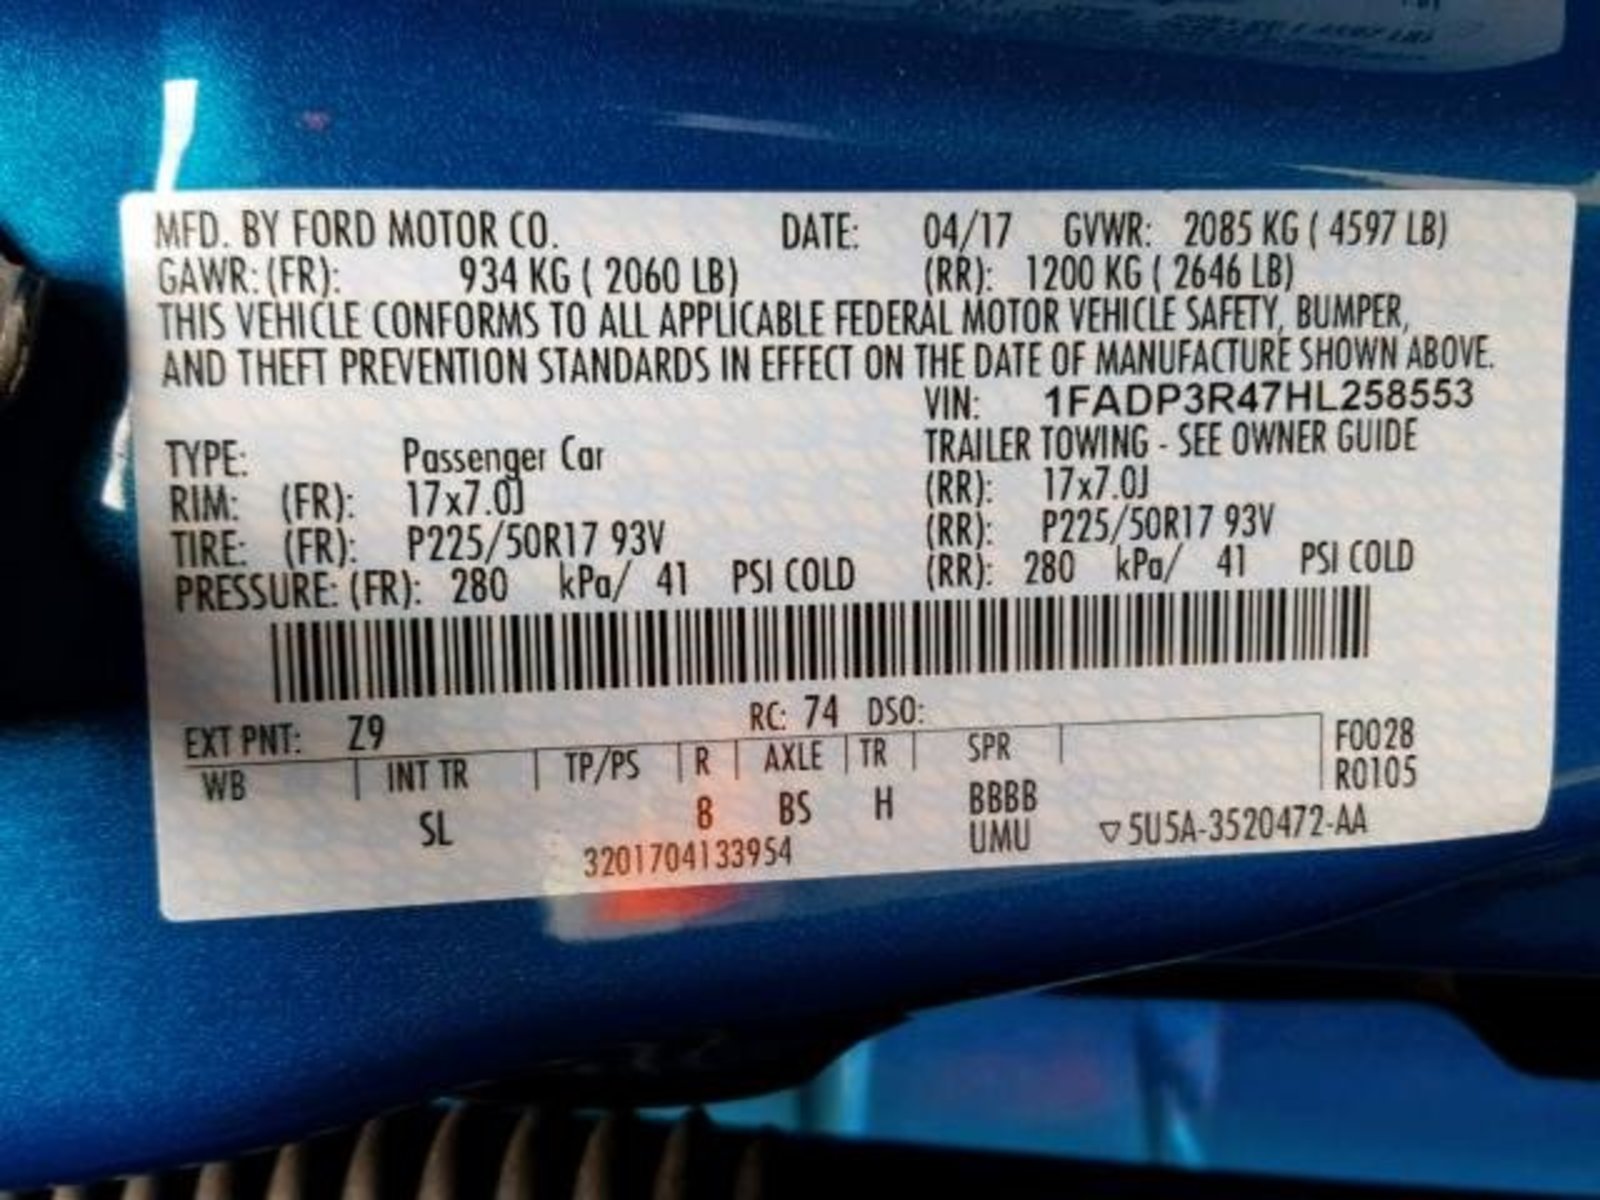 MFD. BY FORD MOTOR CO. DATE: 04/17 GVWR: 2085 KG ( 4597 LB)
GAWR: (FR): 934 KG ( 2060 LB) (RR): 1200 KG ( 2646 LB)
THIS VEHICLE CONFORMS TO ALL APPLICABLE FEDERAL MOTOR VEHICLE SAFETY, BUMPER,
AND THEFT PREVENTION STANDARDS IN EFFECT ON THE DATE OF MANUFACTURE SHOWN ABOVE.
VIN: 1FADP3R47HL258553
TYPE: Passenger Car TRAILER TOWING - SEE OWNER GUIDE
RIM: (FR): 17x7.0J (RR): 17x7.0J
TIRE: (FR): P225/50R17 93V (RR): P225/50R17 93V
PRESSURE: (FR): 280 kPa/ 41 PSI COLD (RR): 280 kPa/ 41 PSI COLD
EXT PNT: Z9 RC: 74 DSO:
WB | INT TR | TP/PS | R | AXLE | TR | SPR | F0028
R0105
SL 8 BS H BBBB
3201704133954 UMU ▽5U5A-3520472-AA